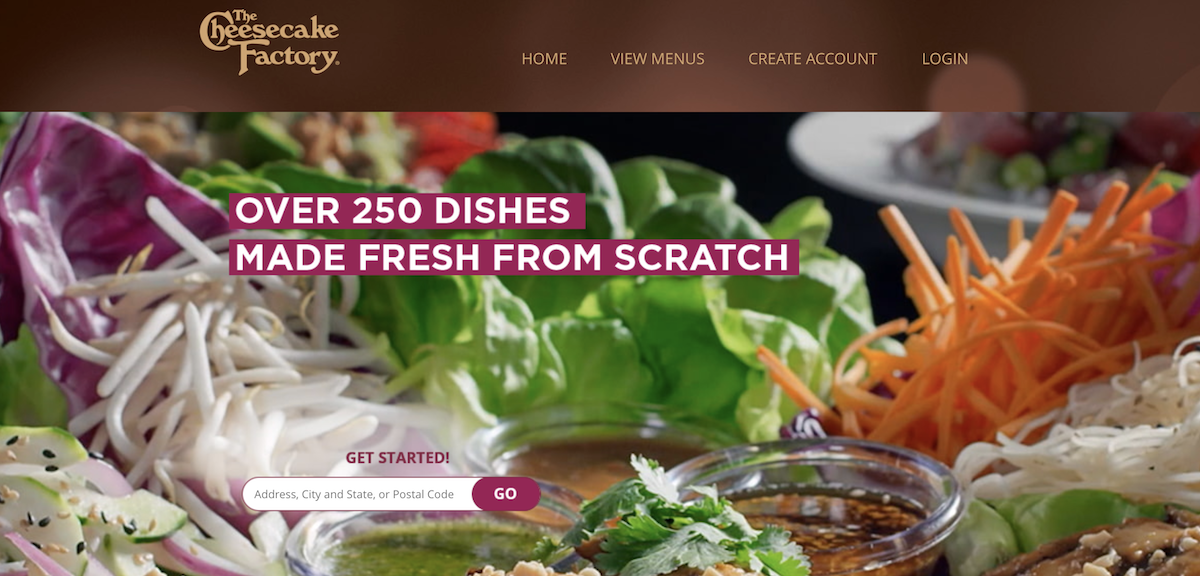 The
Cheesecake
Factory®
HOME VIEW MENUS CREATE ACCOUNT LOGIN
OVER 250 DISHES
MADE FRESH FROM SCRATCH
GET STARTED!
Address, City and State, or Postal Code GO